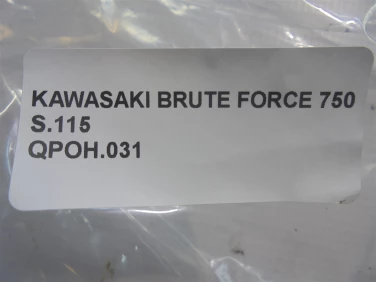 KAWASAKI BRUTE FORCE 750
S.115
QPOH.031